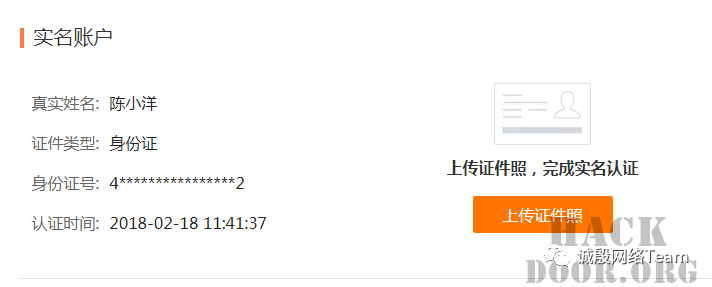 实名账户
真实姓名: 陈小洋
证件类型: 身份证
身份证号: 4****************2
认证时间: 2018-02-18 11:41:37
上传证件照，完成实名认证
上传证件照
HACK
诚殷网络Team
DOOR.ORG